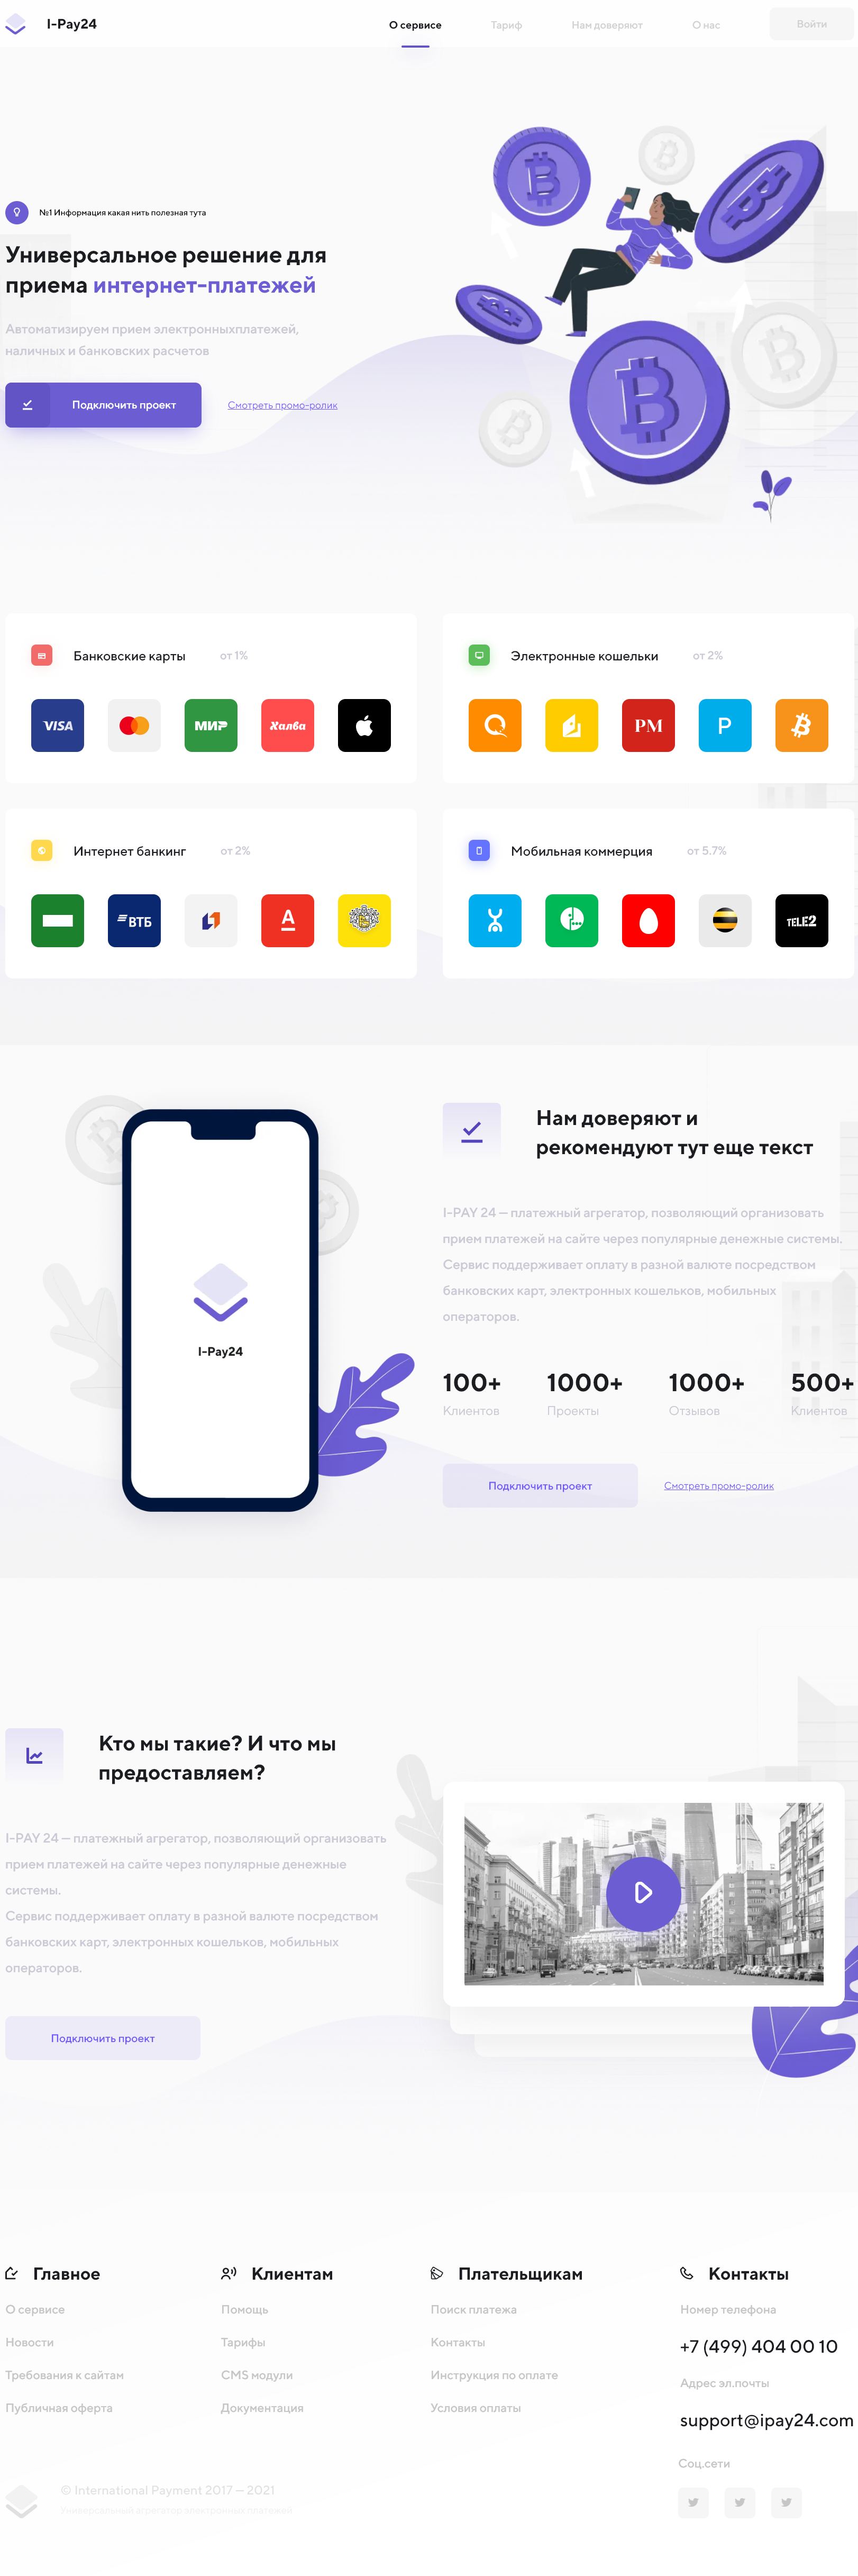 I-Pay24
О сервисе
Тариф
Нам доверяют
О нас
Войти
№1 Информация какая нить полезная тута
Универсальное решение для
приема интернет-платежей
Автоматизируем прием электронныхплатежей,
наличных и банковских расчетов
Подключить проект
Смотреть промо-ролик
Банковские карты
от 1%
VISA
МИР
Халва
Электронные кошельки
от 2%
PM
P
Интернет банкинг
от 2%
ВТБ
А
Мобильная коммерция
от 5.7%
TELE2
I-Pay24
Нам доверяют и
рекомендуют тут еще текст
I-PAY 24 — платежный агрегатор, позволяющий организовать
прием платежей на сайте через популярные денежные системы.
Сервис поддерживает оплату в разной валюте посредством
банковских карт, электронных кошельков, мобильных
операторов.
100+
1000+
1000+
500+
Клиентов
Проекты
Отзывов
Клиентов
Подключить проект
Смотреть промо-ролик
Кто мы такие? И что мы
предоставляем?
I-PAY 24 — платежный агрегатор, позволяющий организовать
прием платежей на сайте через популярные денежные
системы.
Сервис поддерживает оплату в разной валюте посредством
банковских карт, электронных кошельков, мобильных
операторов.
Подключить проект
Главное
О сервисе
Новости
Требования к сайтам
Публичная оферта
Клиентам
Помощь
Тарифы
CMS модули
Документация
Плательщикам
Поиск платежа
Контакты
Инструкция по оплате
Условия оплаты
Контакты
Номер телефона
+7 (499) 404 00 10
Адрес эл.почты
support@ipay24.com
Соц.сети
© International Payment 2017 — 2021
Универсальный агрегатор электронных платежей